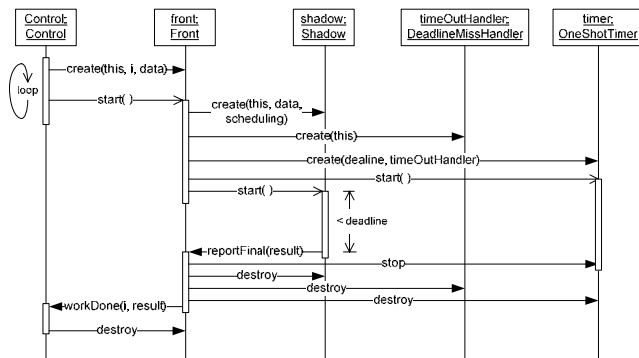 Control;
Control
front;
Front
shadow;
Shadow
timeOutHandler;
DeadlineMissHandler
timer;
OneShotTimer
create(this, i, data)
loop
start( )
create(this, data,
scheduling)
create(this)
create(dealine, timeOutHandler)
start( )
start( )
< deadline
reportFinal(result)
stop
destroy
destroy
workDone(i, result)
destroy
destroy